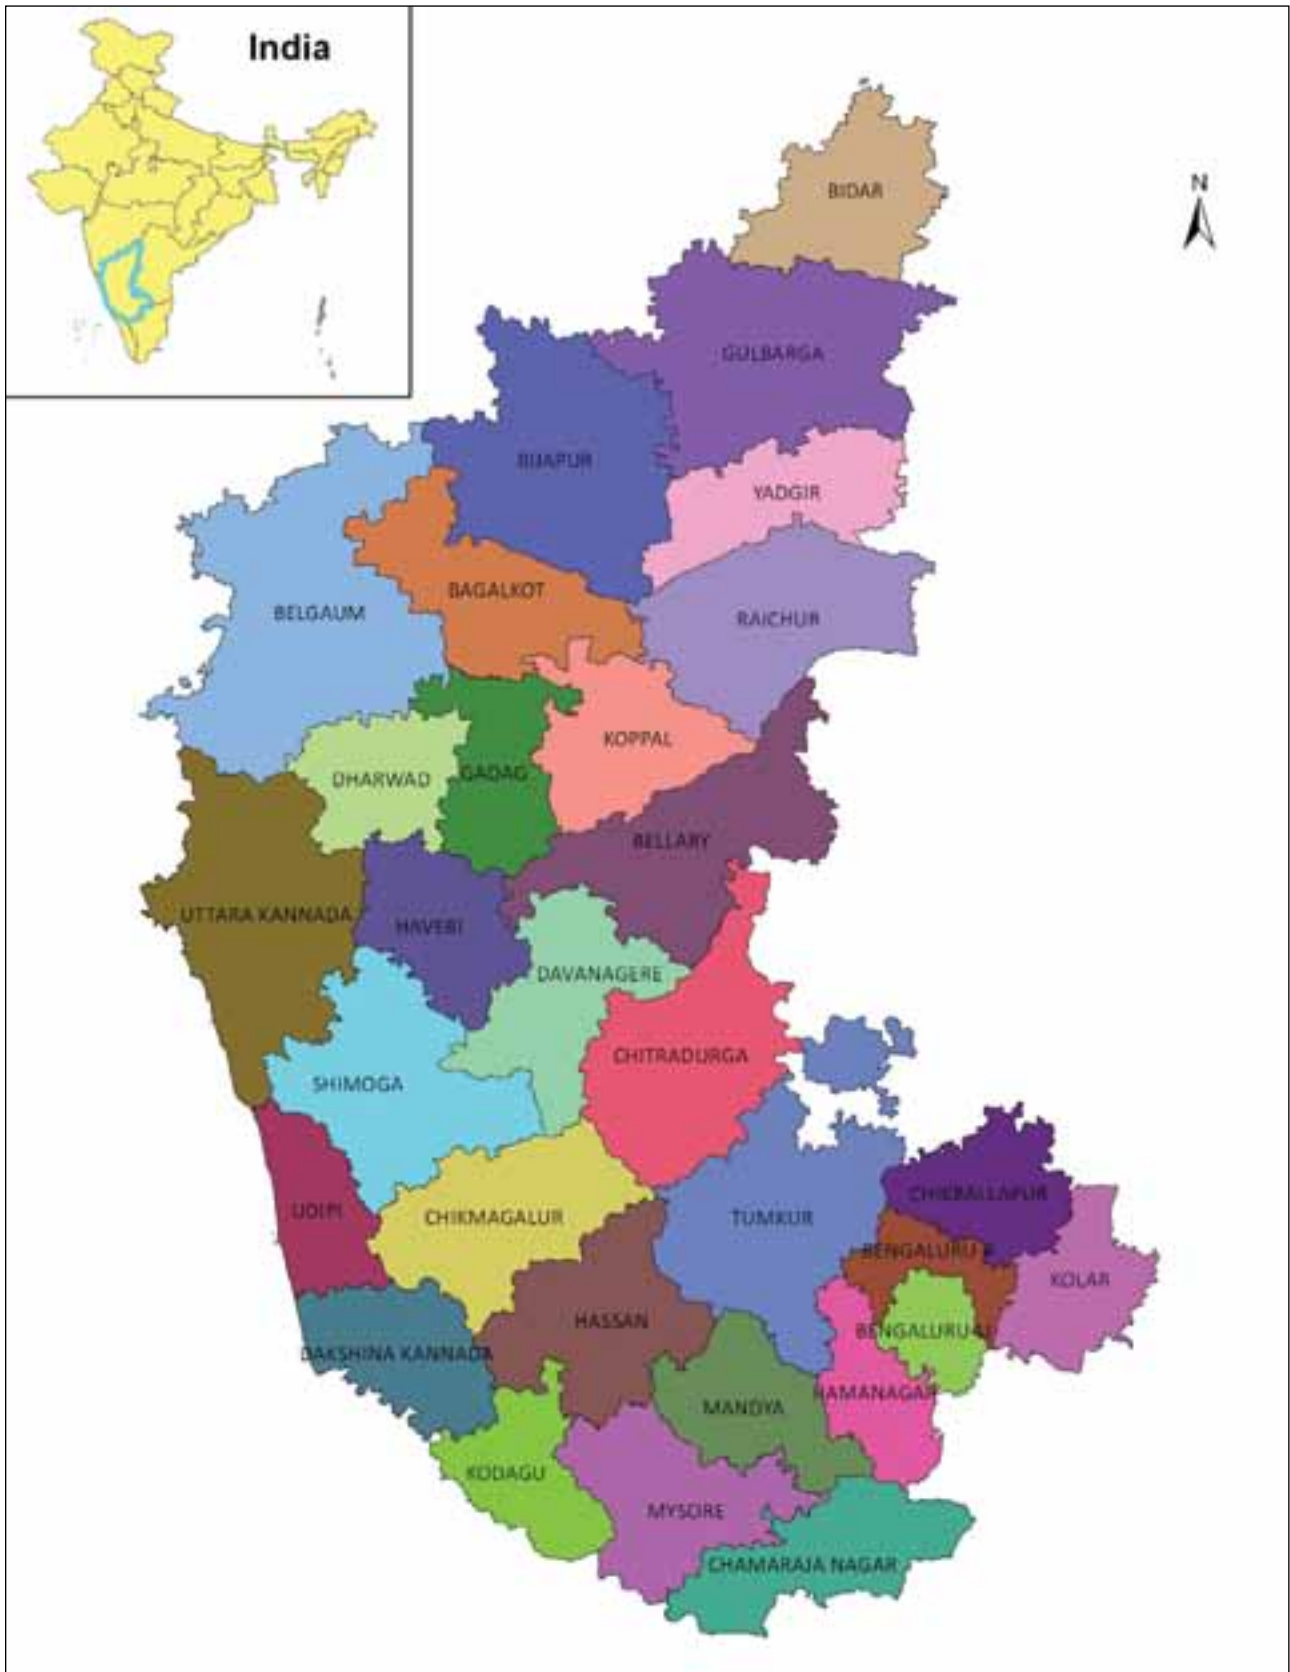 India
N
BIDAR
GULBARGA
BIJAPUR
YADGIR
BAGALKOT
BELGAUM
RAICHUR
KOPPAL
DHARWAD
GADAG
BELLARY
UTTARA KANNADA
HAVERI
DAVANAGERE
CHITRADURGA
SHIMOGA
CHIKBALLAPUR
UDIPI
CHIKMAGALUR
TUMKUR
BENGALURU
KOLAR
HASSAN
BENGALURU
DAKSHINA KANNADA
RAMANAGAR
MANDYA
KODAGU
MYSORE
CHAMARAJA NAGAR